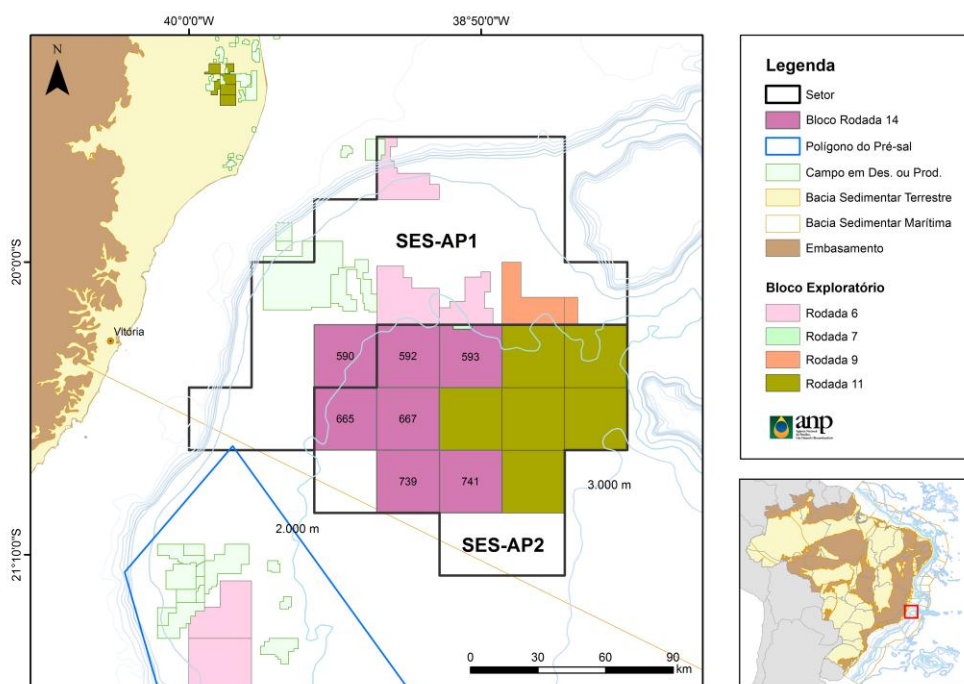 40°0'0"W
38°50'0"W
N
20°0'0"S
21°10'0"S
SES-AP1
Vitória
590
592
593
665
667
739
741
3.000 m
2.000 m
SES-AP2
0
30
60
90
km
Legenda
Setor
Bloco Rodada 14
Polígono do Pré-sal
Campo em Des. ou Prod.
Bacia Sedimentar Terrestre
Bacia Sedimentar Marítima
Embasamento
Bloco Exploratório
Rodada 6
Rodada 7
Rodada 9
Rodada 11
anp